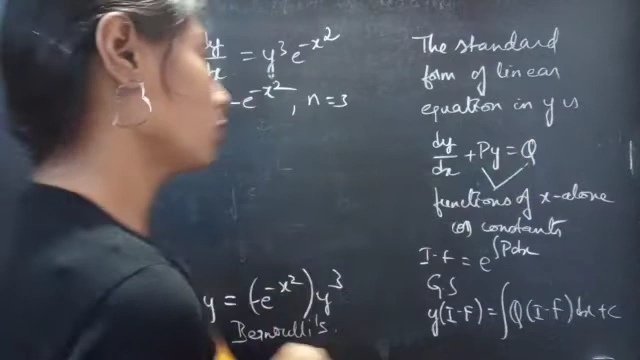 dy/dx = y³ e^{-x²}
-e^{-x²}, n = 3
y = (-e^{-x²}) y³
Bernoulli's.
The standard
form of linear
equation in y is
dy/dx + Py = Q
functions of x-alone
(or) constants
I-f = e^{∫Pdx}
G.S
y(I-F) = ∫Q(I-F)dx + c